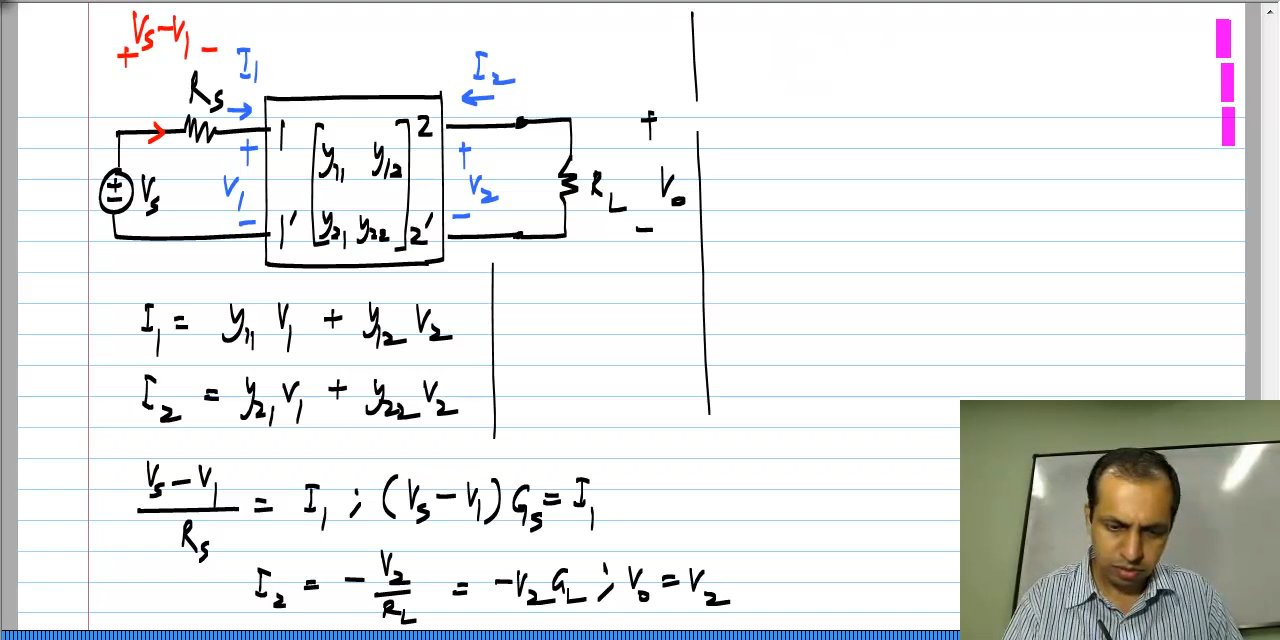 + Vs-V1 -
I1
I2
Rs
1 [ y11 y12 ] 2
+ + +
Vs V1 V2 RL Vo
- - -
1' [ y21 y22 ] 2'
I1 = y11 V1 + y12 V2
I2 = y21 V1 + y22 V2
(Vs - V1)/Rs = I1 ; (Vs - V1) Gs = I1
I2 = - V2/RL = -V2 GL ; Vo = V2